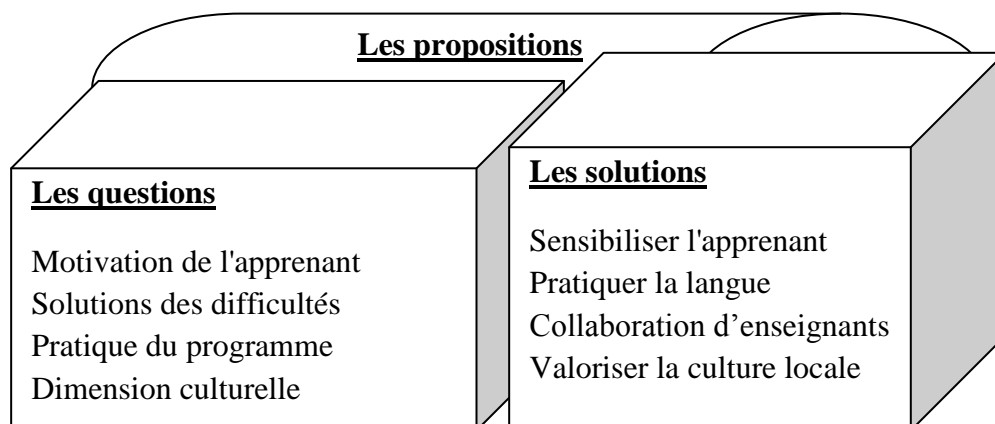 Les propositions
Les questions
Motivation de l'apprenant
Solutions des difficultés
Pratique du programme
Dimension culturelle
Les solutions
Sensibiliser l'apprenant
Pratiquer la langue
Collaboration d’enseignants
Valoriser la culture locale